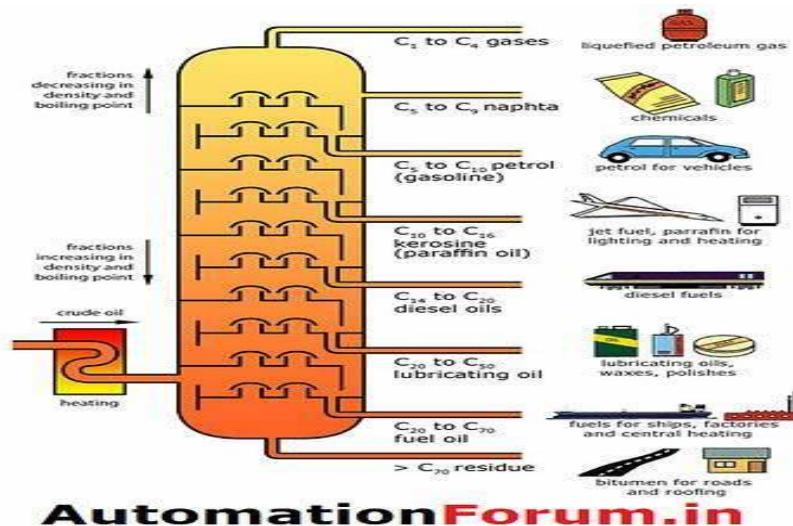 C₁ to C₄ gases
GAS
liquefied petroleum gas
fractions
decreasing in
density and
boiling point
C₅ to C₉ naphta
chemicals
C₅ to C₁₀ petrol
(gasoline)
petrol for vehicles
C₁₀ to C₁₆
kerosine
(paraffin oil)
jet fuel, parrafin for
lighting and heating
fractions
increasing in
density and
boiling point
C₁₄ to C₂₀
diesel oils
diesel fuels
crude oil
heating
C₂₀ to C₅₀
lubricating oil
OIL
lubricating oils,
waxes, polishes
C₂₀ to C₇₀
fuel oil
fuels for ships, factories
and central heating
> C₇₀ residue
bitumen for roads
and roofing
AutomationForum.in